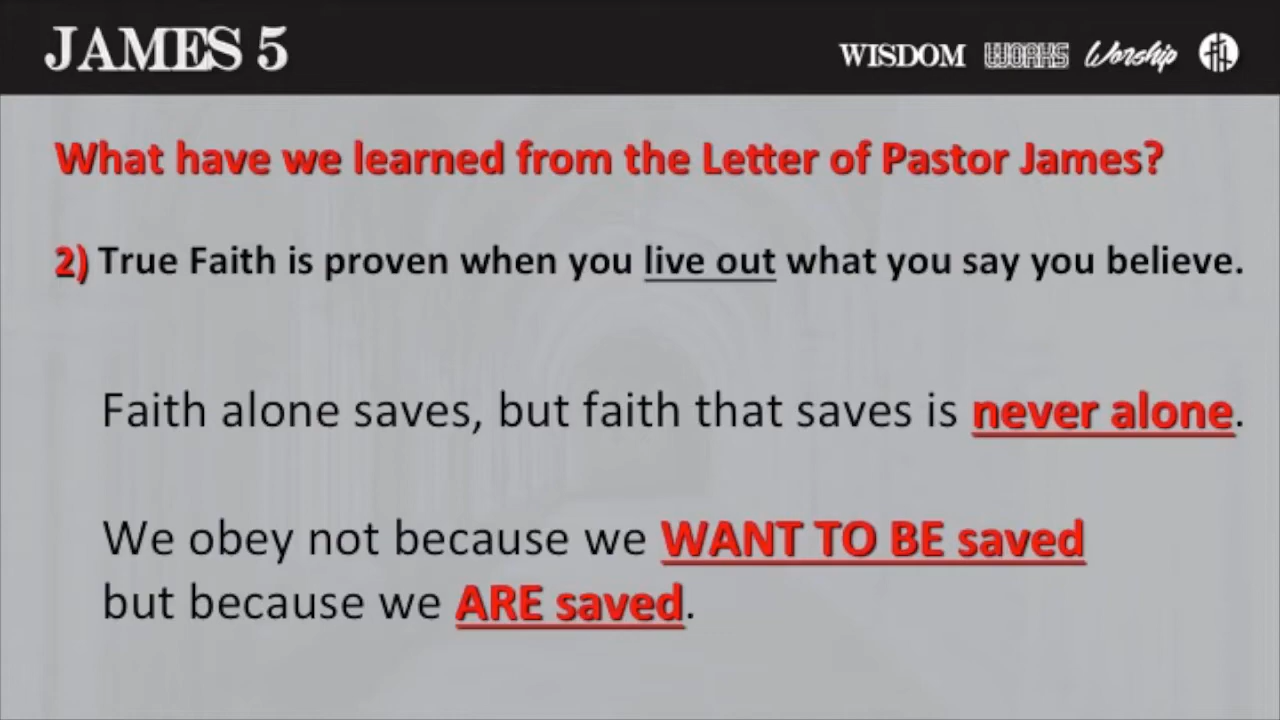 JAMES 5
WISDOM WORKS Worship
What have we learned from the Letter of Pastor James?
2) True Faith is proven when you live out what you say you believe.
Faith alone saves, but faith that saves is never alone.
We obey not because we WANT TO BE saved
but because we ARE saved.